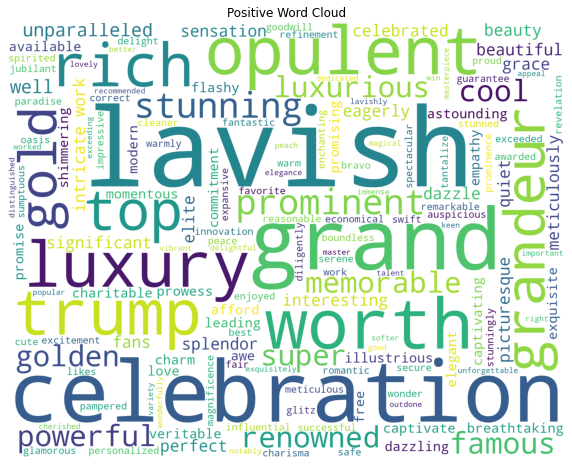 Positive Word Cloud
unparalleled
sensation
goodwill
refinement
celebrated
beauty
available
better
delight
spirited
jubilant
rich
opulent
lovely
recommended
lavishly
dedicated
win
masterpiece
proud
appeal
beautiful
grace
revelation
well
flashy
luxurious
guarantee
cool
paradise
correct
stunning
eagerly
astounding
gold
shimmering
intricate work
cleaner
fantastic
lavish
enchanting
promising
stunned
magical
spectacular
tantalize
prominence
empathy
exceeded
awarded
quiet
meticulously
grandeur
oasis
worked
exceeding
impressive
modern
warmly
peach
warm
bravo
elegance
distinguished
promise
sumptuous
momentous
top
elite
commitment
expansive
favorite
prominent
immense
dazzle
remarkable
auspicious
keen
innovation
reasonable
economical
swift
peace
boundless
significant
luxury
vibrant
delightful
diligently
serene
master
work
talent
grand
picturesque
exquisite
important
right
trump
popular
charitable
prowess
enjoyed
afford
interesting
memorable
worth
captivating
stunningly
cute
excitement
fans
leading
best
super
softer
good
splendor
awe
fair
illustrious
elegant
unforgettable
golden
likes
charm
love
exquisitely
romantic
secure
wonder
outdone
pampered
variety
wonderfully
magnificence
meticulous
glitz
free
celebration
cherished
powerful
veritable
influential
successful
renowned
captivate
breathtaking
famous
glamorous
personalized
perfect
notably
charisma
safe
dazzling